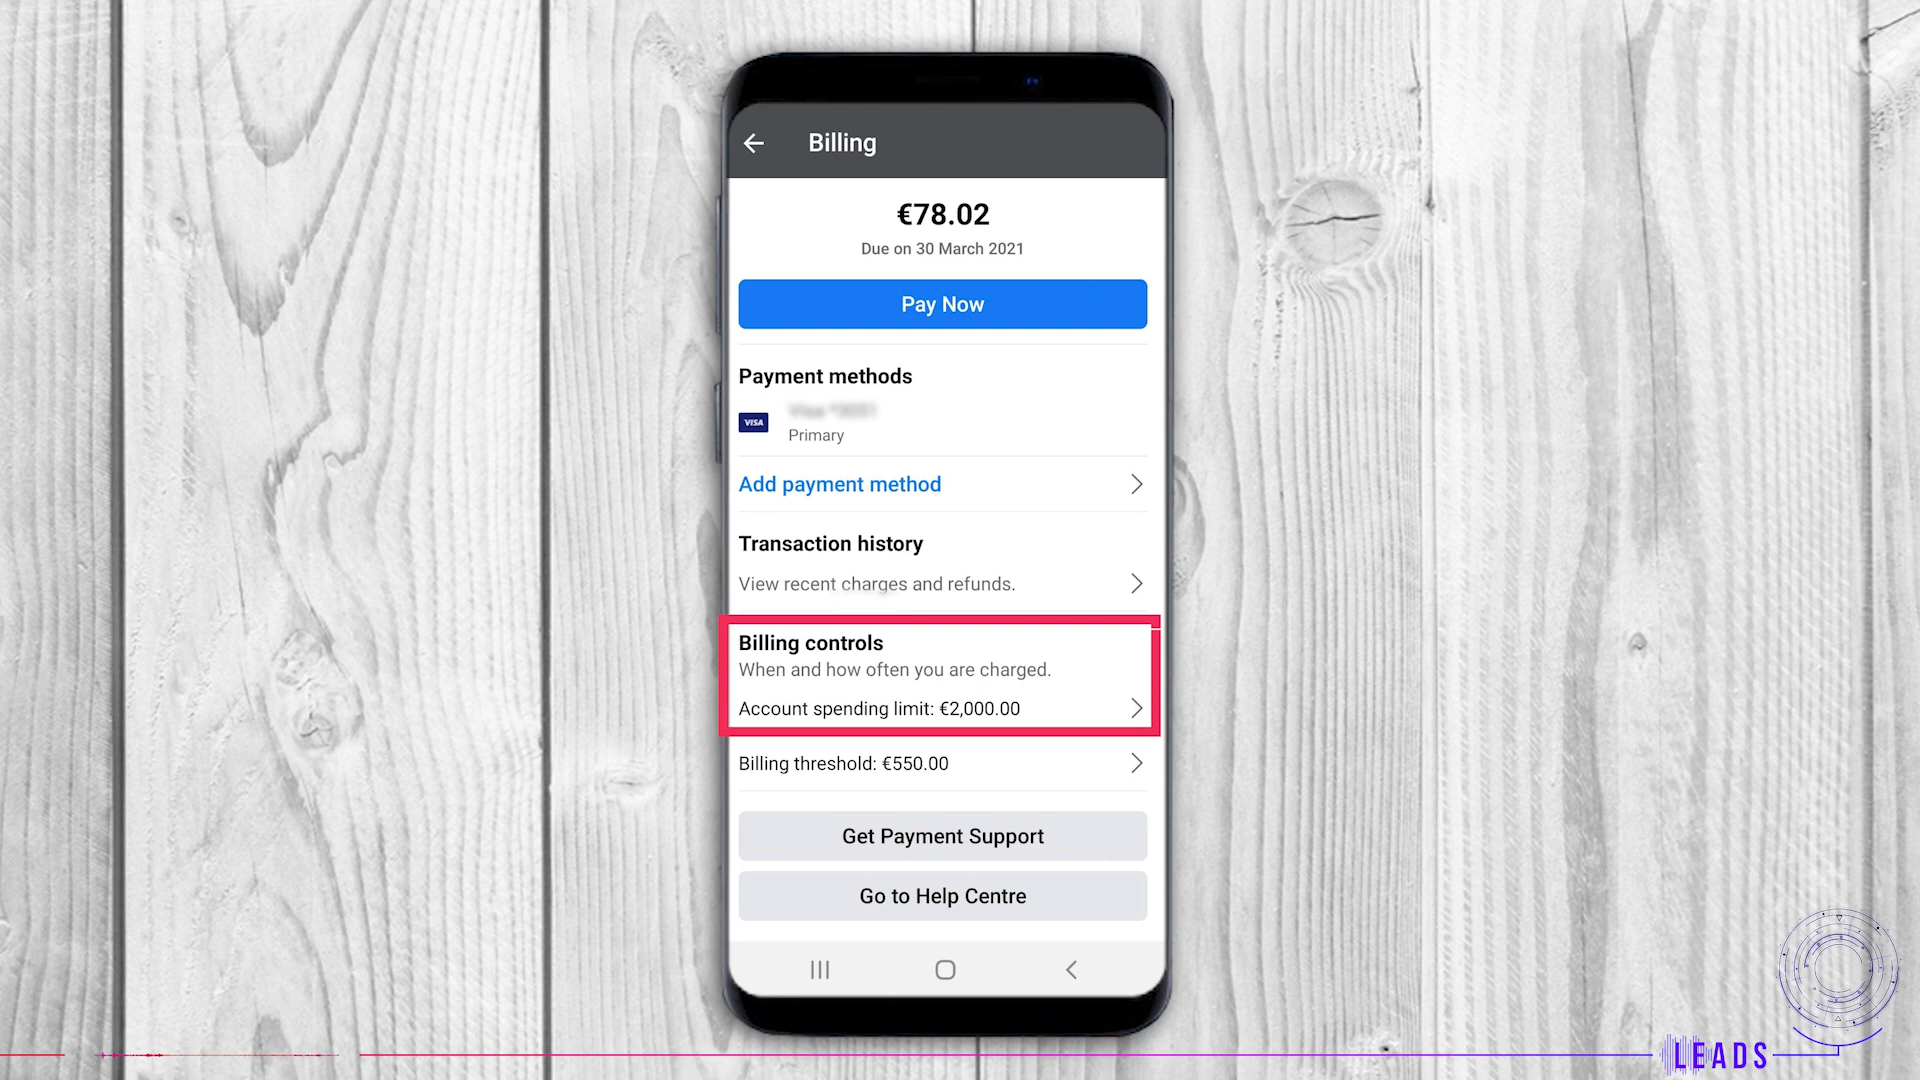 Billing
€78.02
Due on 30 March 2021
Pay Now
Payment methods
VISA
Primary
Add payment method
Transaction history
View recent charges and refunds.
Billing controls
When and how often you are charged.
Account spending limit: €2,000.00
Billing threshold: €550.00
Get Payment Support
Go to Help Centre
LEADS